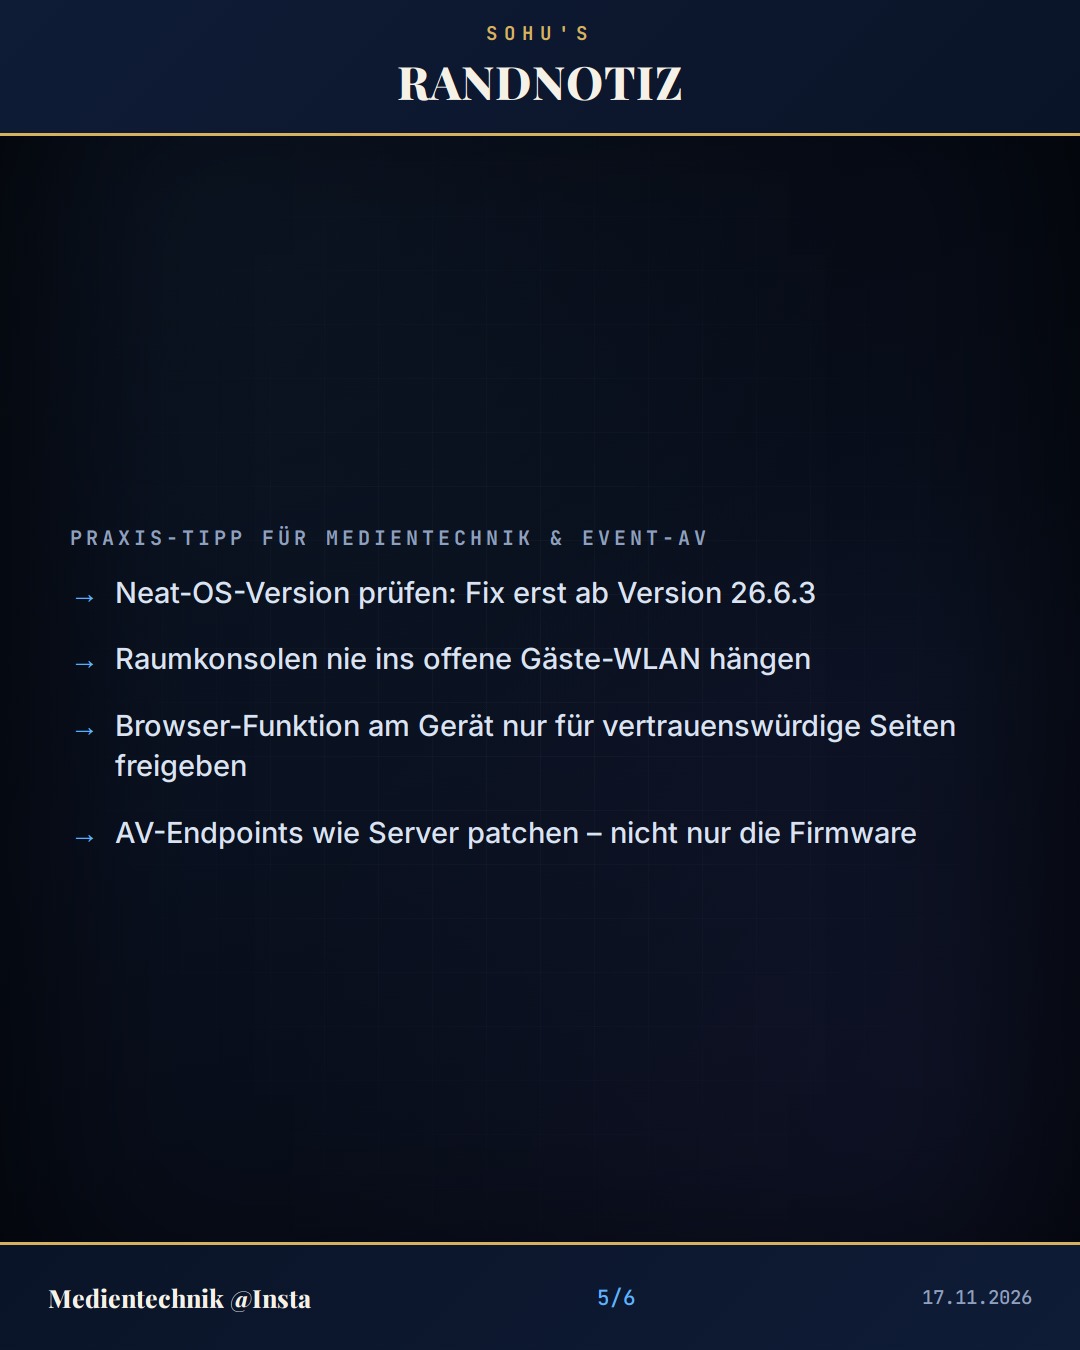 SOHU'S
RANDNOTIZ
PRAXIS-TIPP FÜR MEDIENTECHNIK & EVENT-AV
→ Neat-OS-Version prüfen: Fix erst ab Version 26.6.3
→ Raumkonsolen nie ins offene Gäste-WLAN hängen
→ Browser-Funktion am Gerät nur für vertrauenswürdige Seiten
freigeben
→ AV-Endpoints wie Server patchen – nicht nur die Firmware
Medientechnik @Insta
5/6
17.11.2026